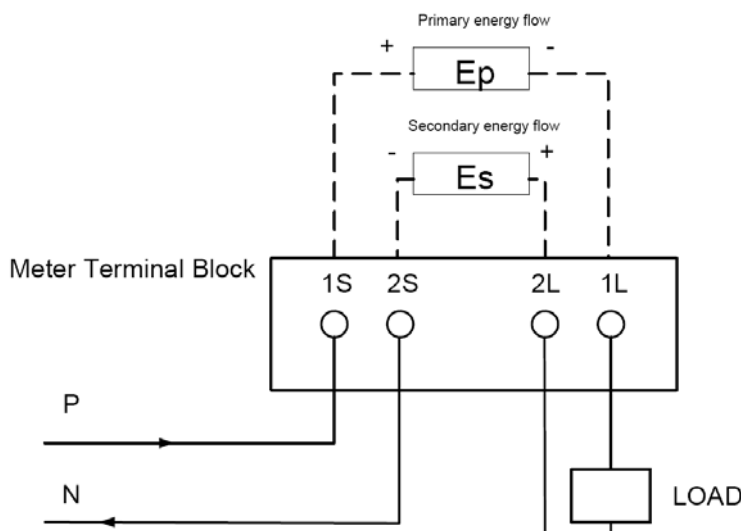 Primary energy flow
+ Ep -
Secondary energy flow
- Es +
Meter Terminal Block
1S 2S 2L 1L
P
N
LOAD